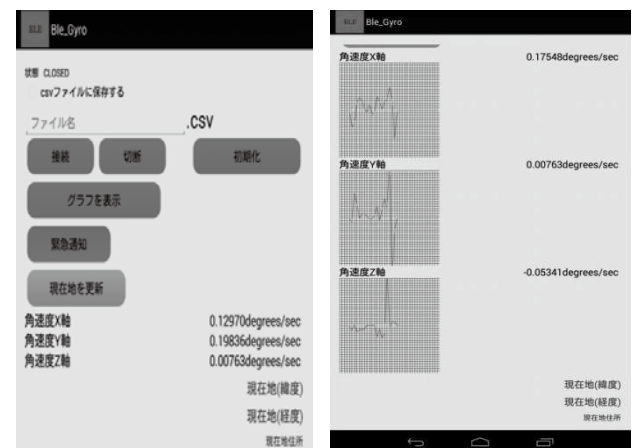 BLE Ble_Gyro
状態 CLOSED
csvファイルに保存する
ファイル名 .CSV
接続 切断 初期化
グラフを表示
緊急通知
現在地を更新
角速度X軸 0.12970degrees/sec
角速度Y軸 0.19836degrees/sec
角速度Z軸 0.00763degrees/sec
現在地(緯度)
現在地(経度)
現在地住所
BLE Ble_Gyro
角速度X軸 0.17548degrees/sec
角速度Y軸 0.00763degrees/sec
角速度Z軸 -0.05341degrees/sec
現在地(緯度)
現在地(経度)
現在地住所